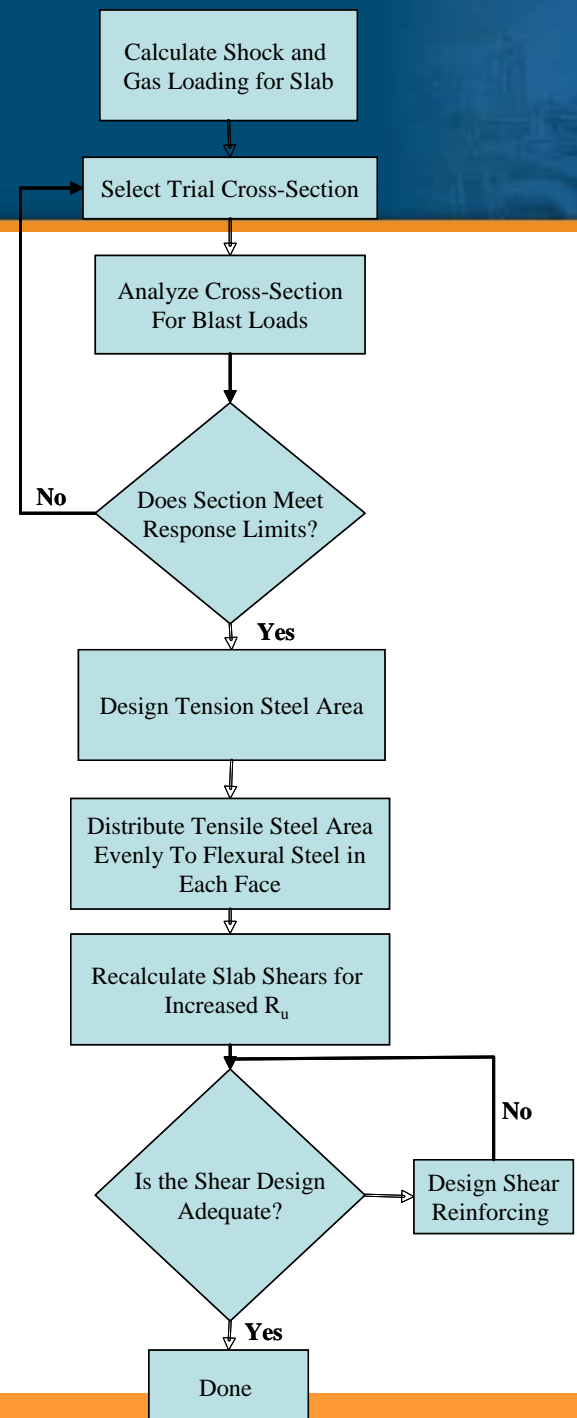 Calculate Shock and
Gas Loading for Slab
Select Trial Cross-Section
Analyze Cross-Section
For Blast Loads
No
Does Section Meet
Response Limits?
Yes
Design Tension Steel Area
Distribute Tensile Steel Area
Evenly To Flexural Steel in
Each Face
Recalculate Slab Shears for
Increased Ru
No
Is the Shear Design
Adequate?
Design Shear
Reinforcing
Yes
Done